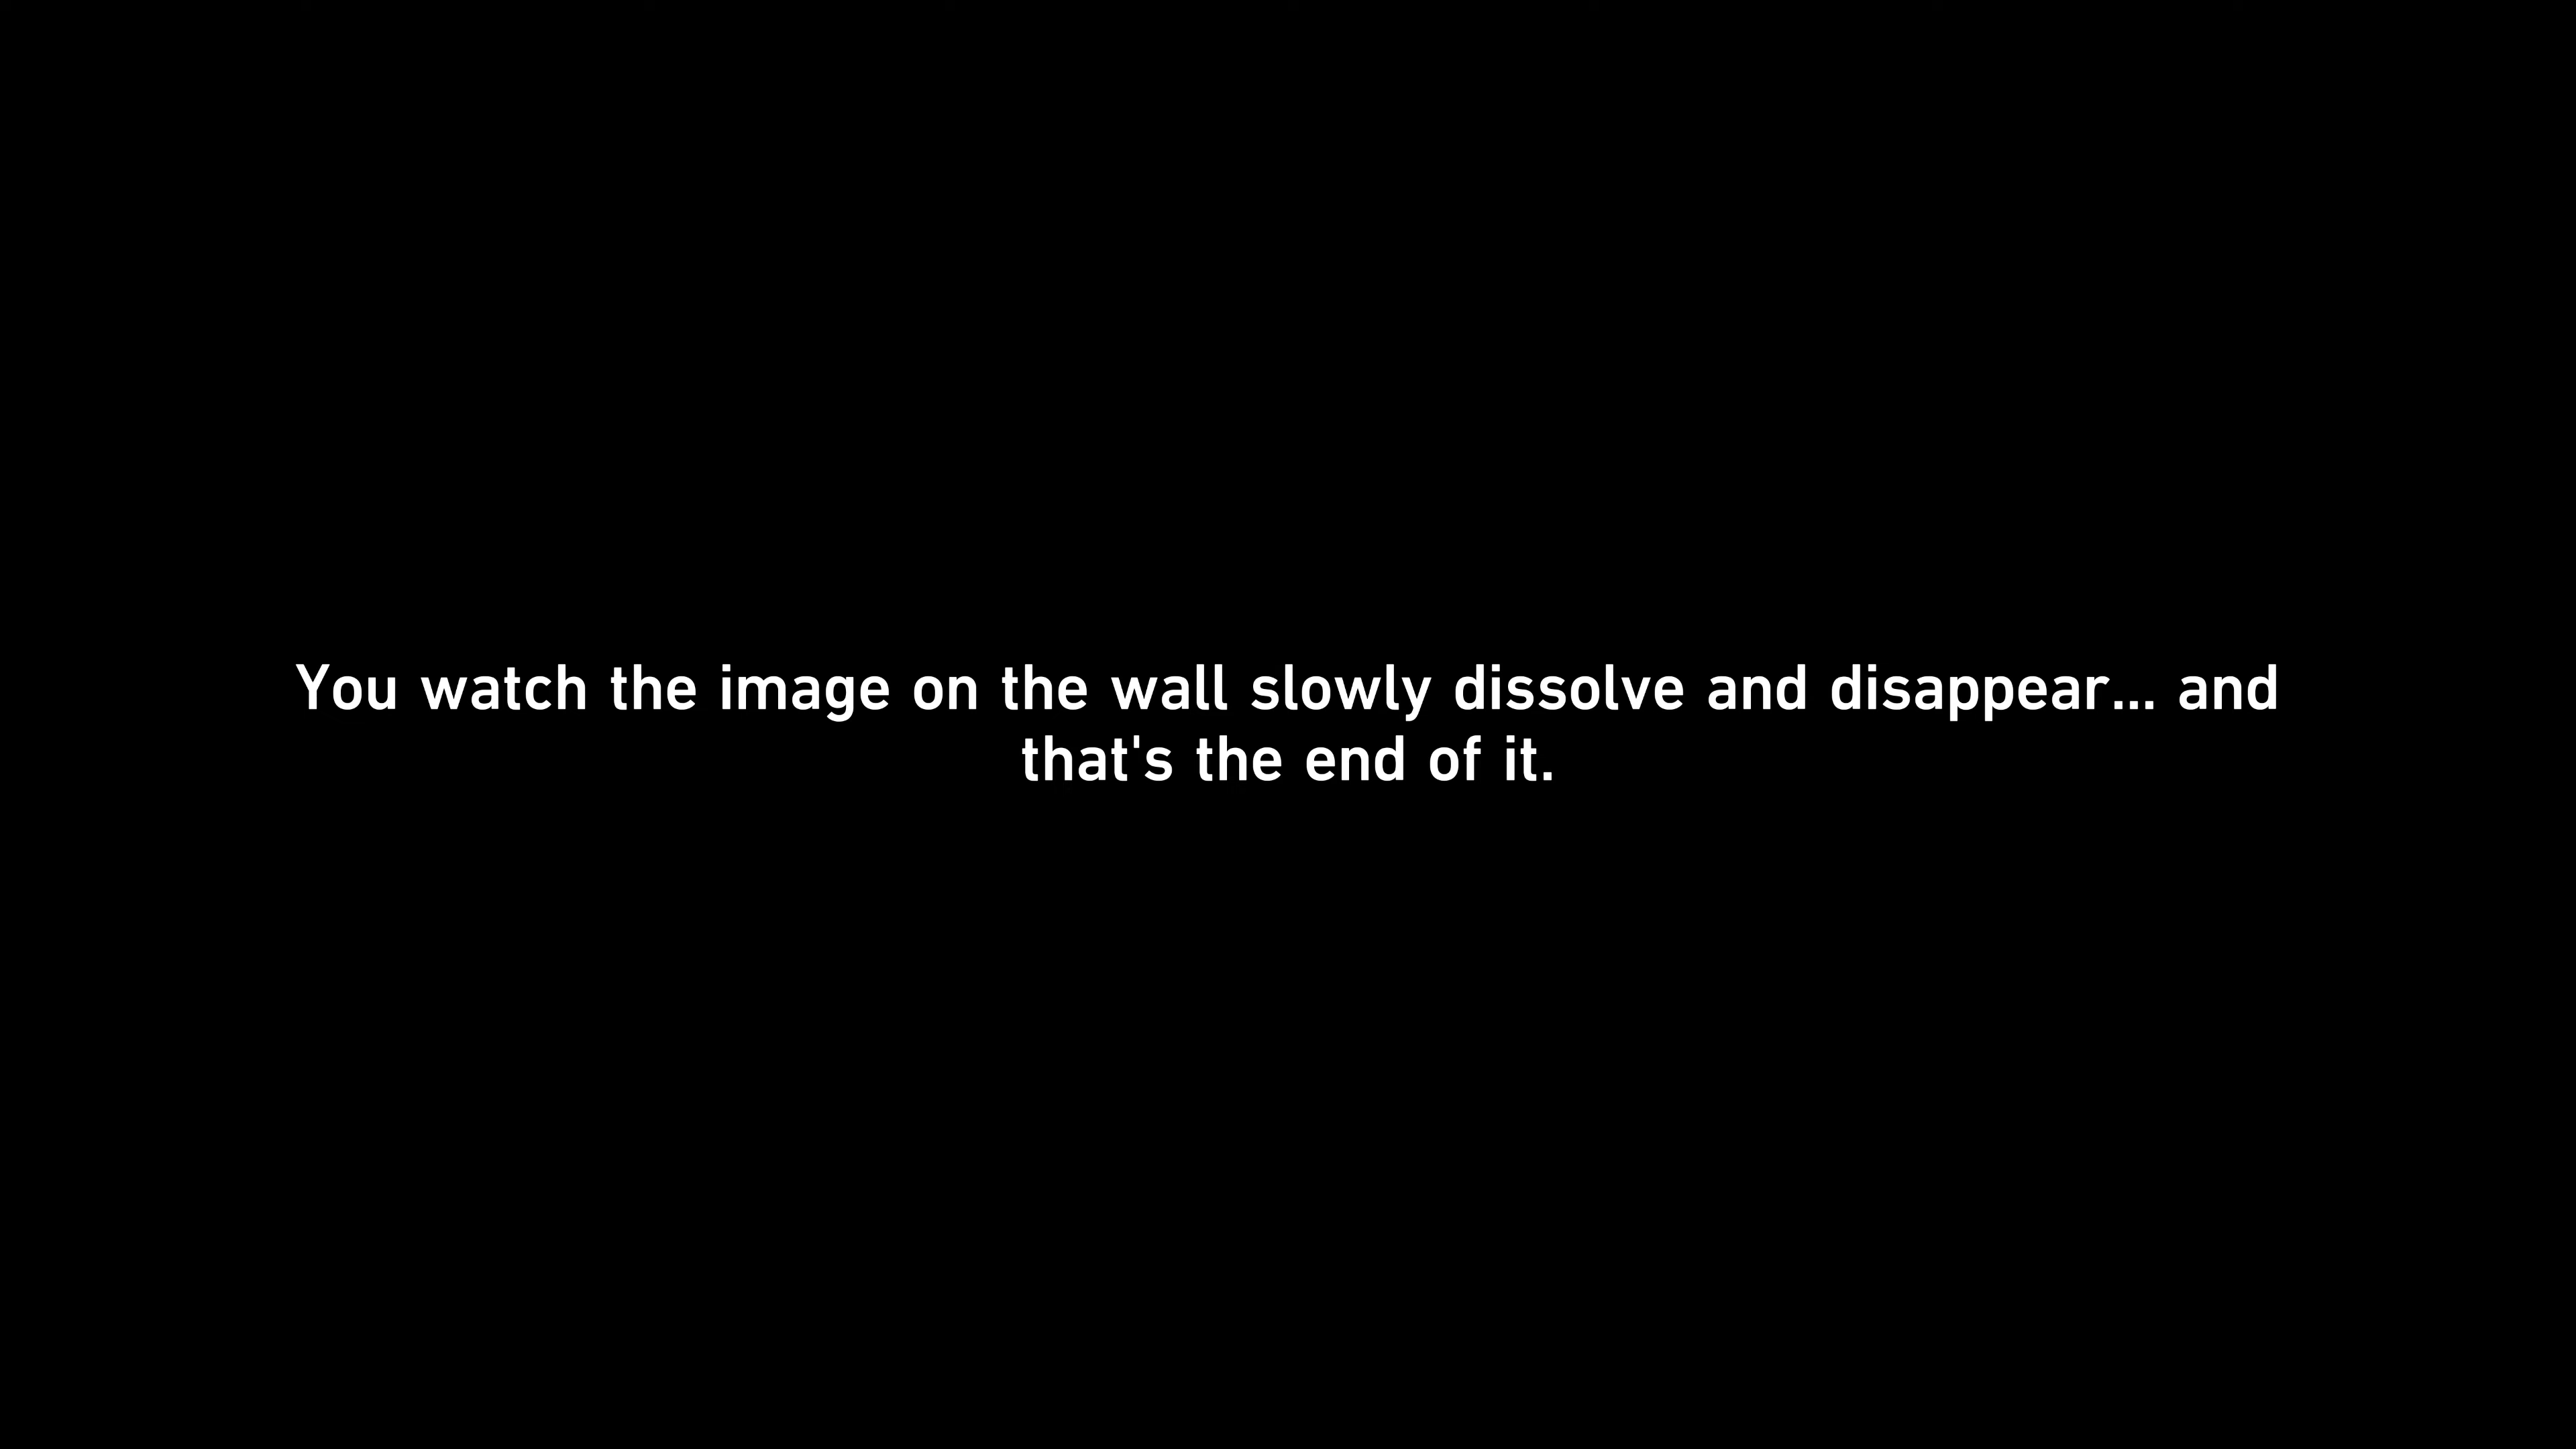 You watch the image on the wall slowly dissolve and disappear... and
that's the end of it.